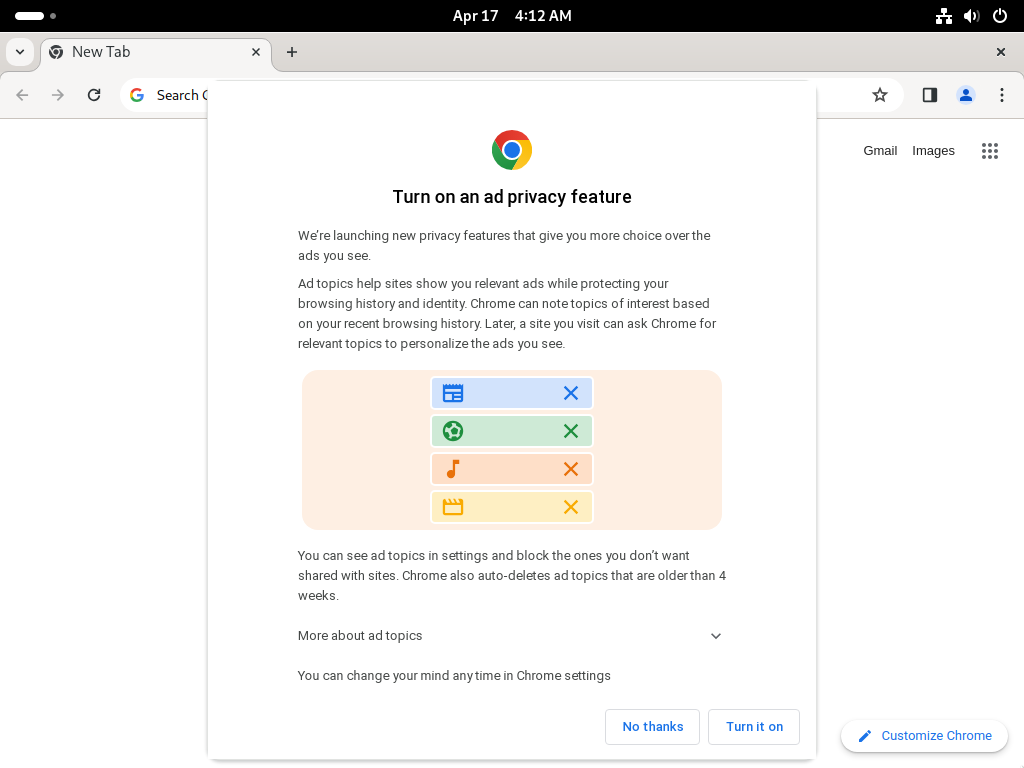 Apr 17 4:12 AM
New Tab
Search
Gmail Images
Turn on an ad privacy feature
We're launching new privacy features that give you more choice over the
ads you see.
Ad topics help sites show you relevant ads while protecting your
browsing history and identity. Chrome can note topics of interest based
on your recent browsing history. Later, a site you visit can ask Chrome for
relevant topics to personalize the ads you see.
You can see ad topics in settings and block the ones you don't want
shared with sites. Chrome also auto-deletes ad topics that are older than 4
weeks.
More about ad topics
You can change your mind any time in Chrome settings
No thanks Turn it on
Customize Chrome